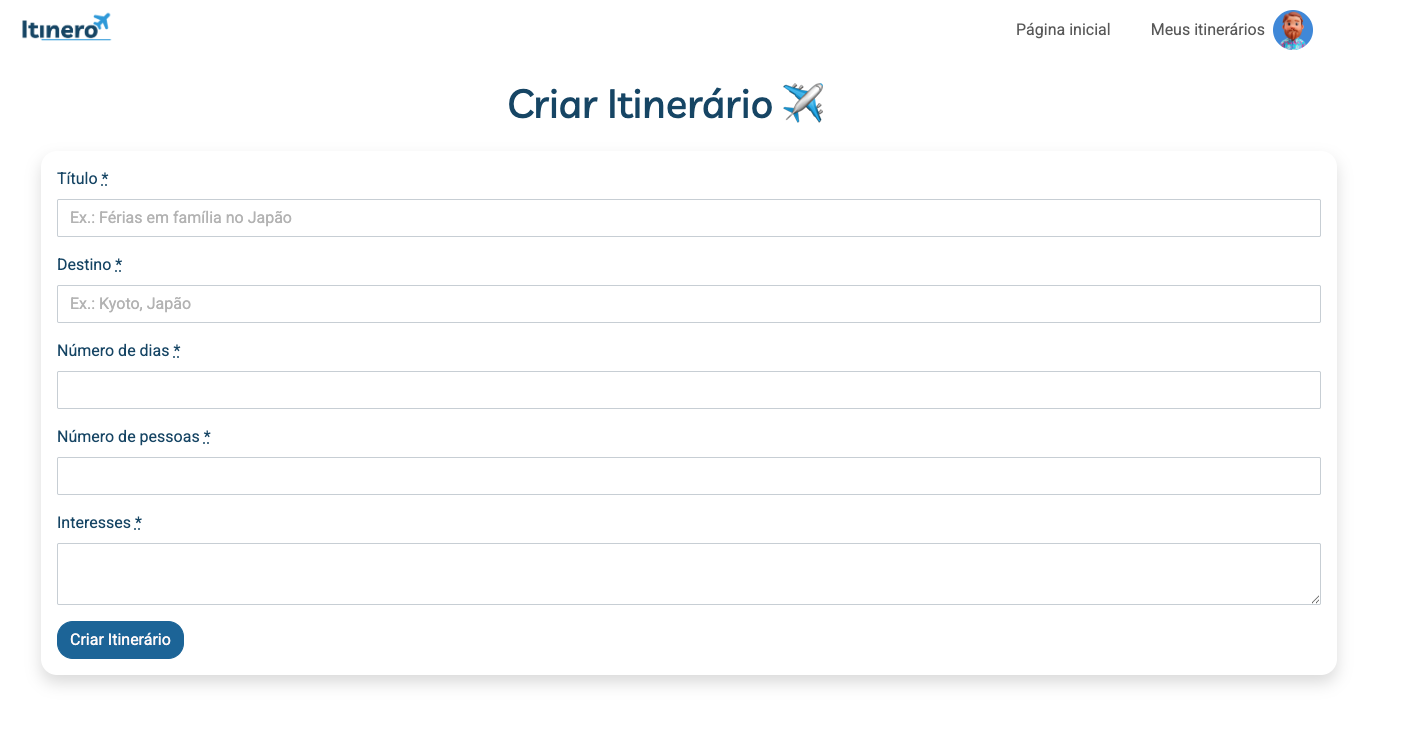 Itinero
Página inicial
Meus itinerários
Criar Itinerário ✈️
Título *
Ex.: Férias em família no Japão
Destino *
Ex.: Kyoto, Japão
Número de dias *
Número de pessoas *
Interesses *
Criar Itinerário